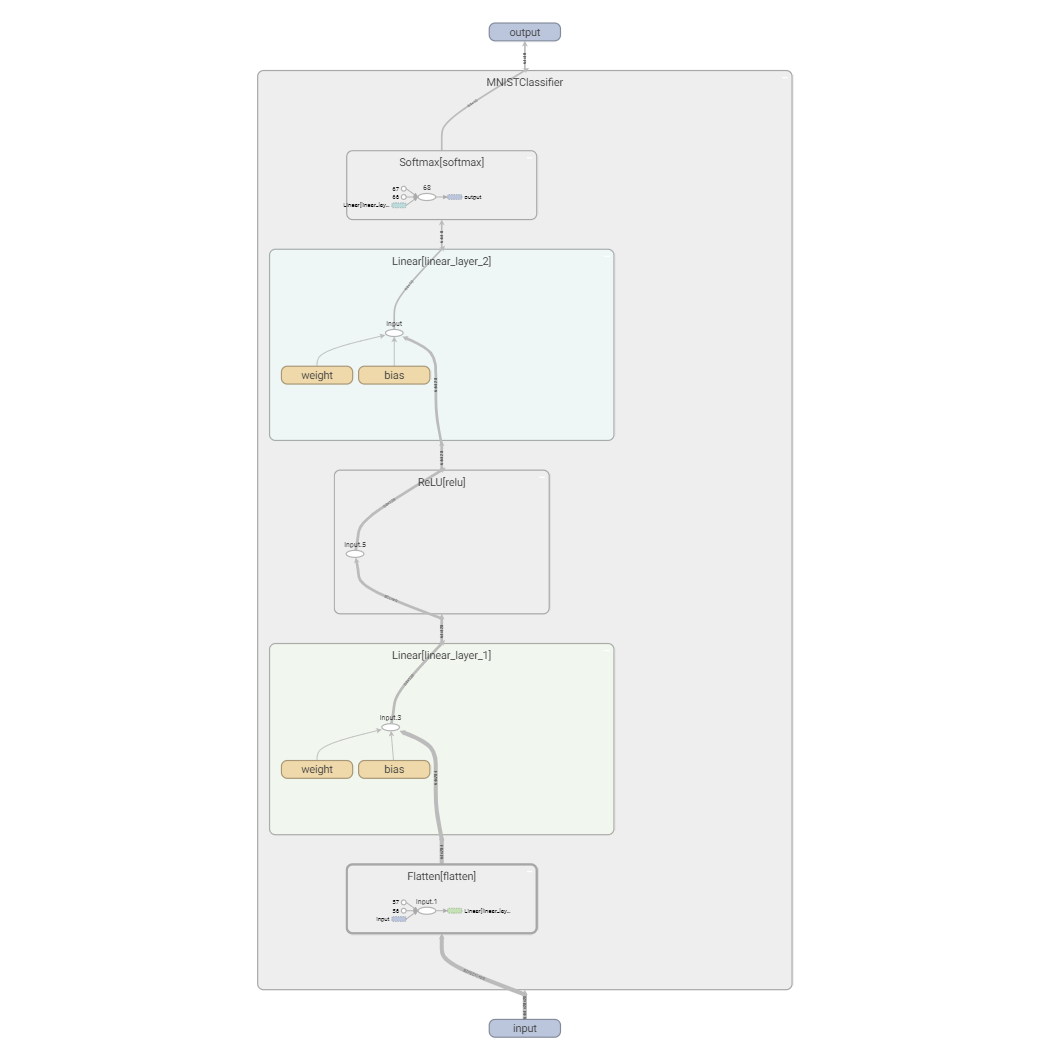 output
MNISTClassifier
Softmax[softmax]
67
68
66
Linear[linear_lay...
output
Linear[linear_layer_2]
input
weight
bias
ReLU[relu]
input.5
Linear[linear_layer_1]
input.3
weight
bias
Flatten[flatten]
57
input.1
56
input
Linear[linear_lay...
input